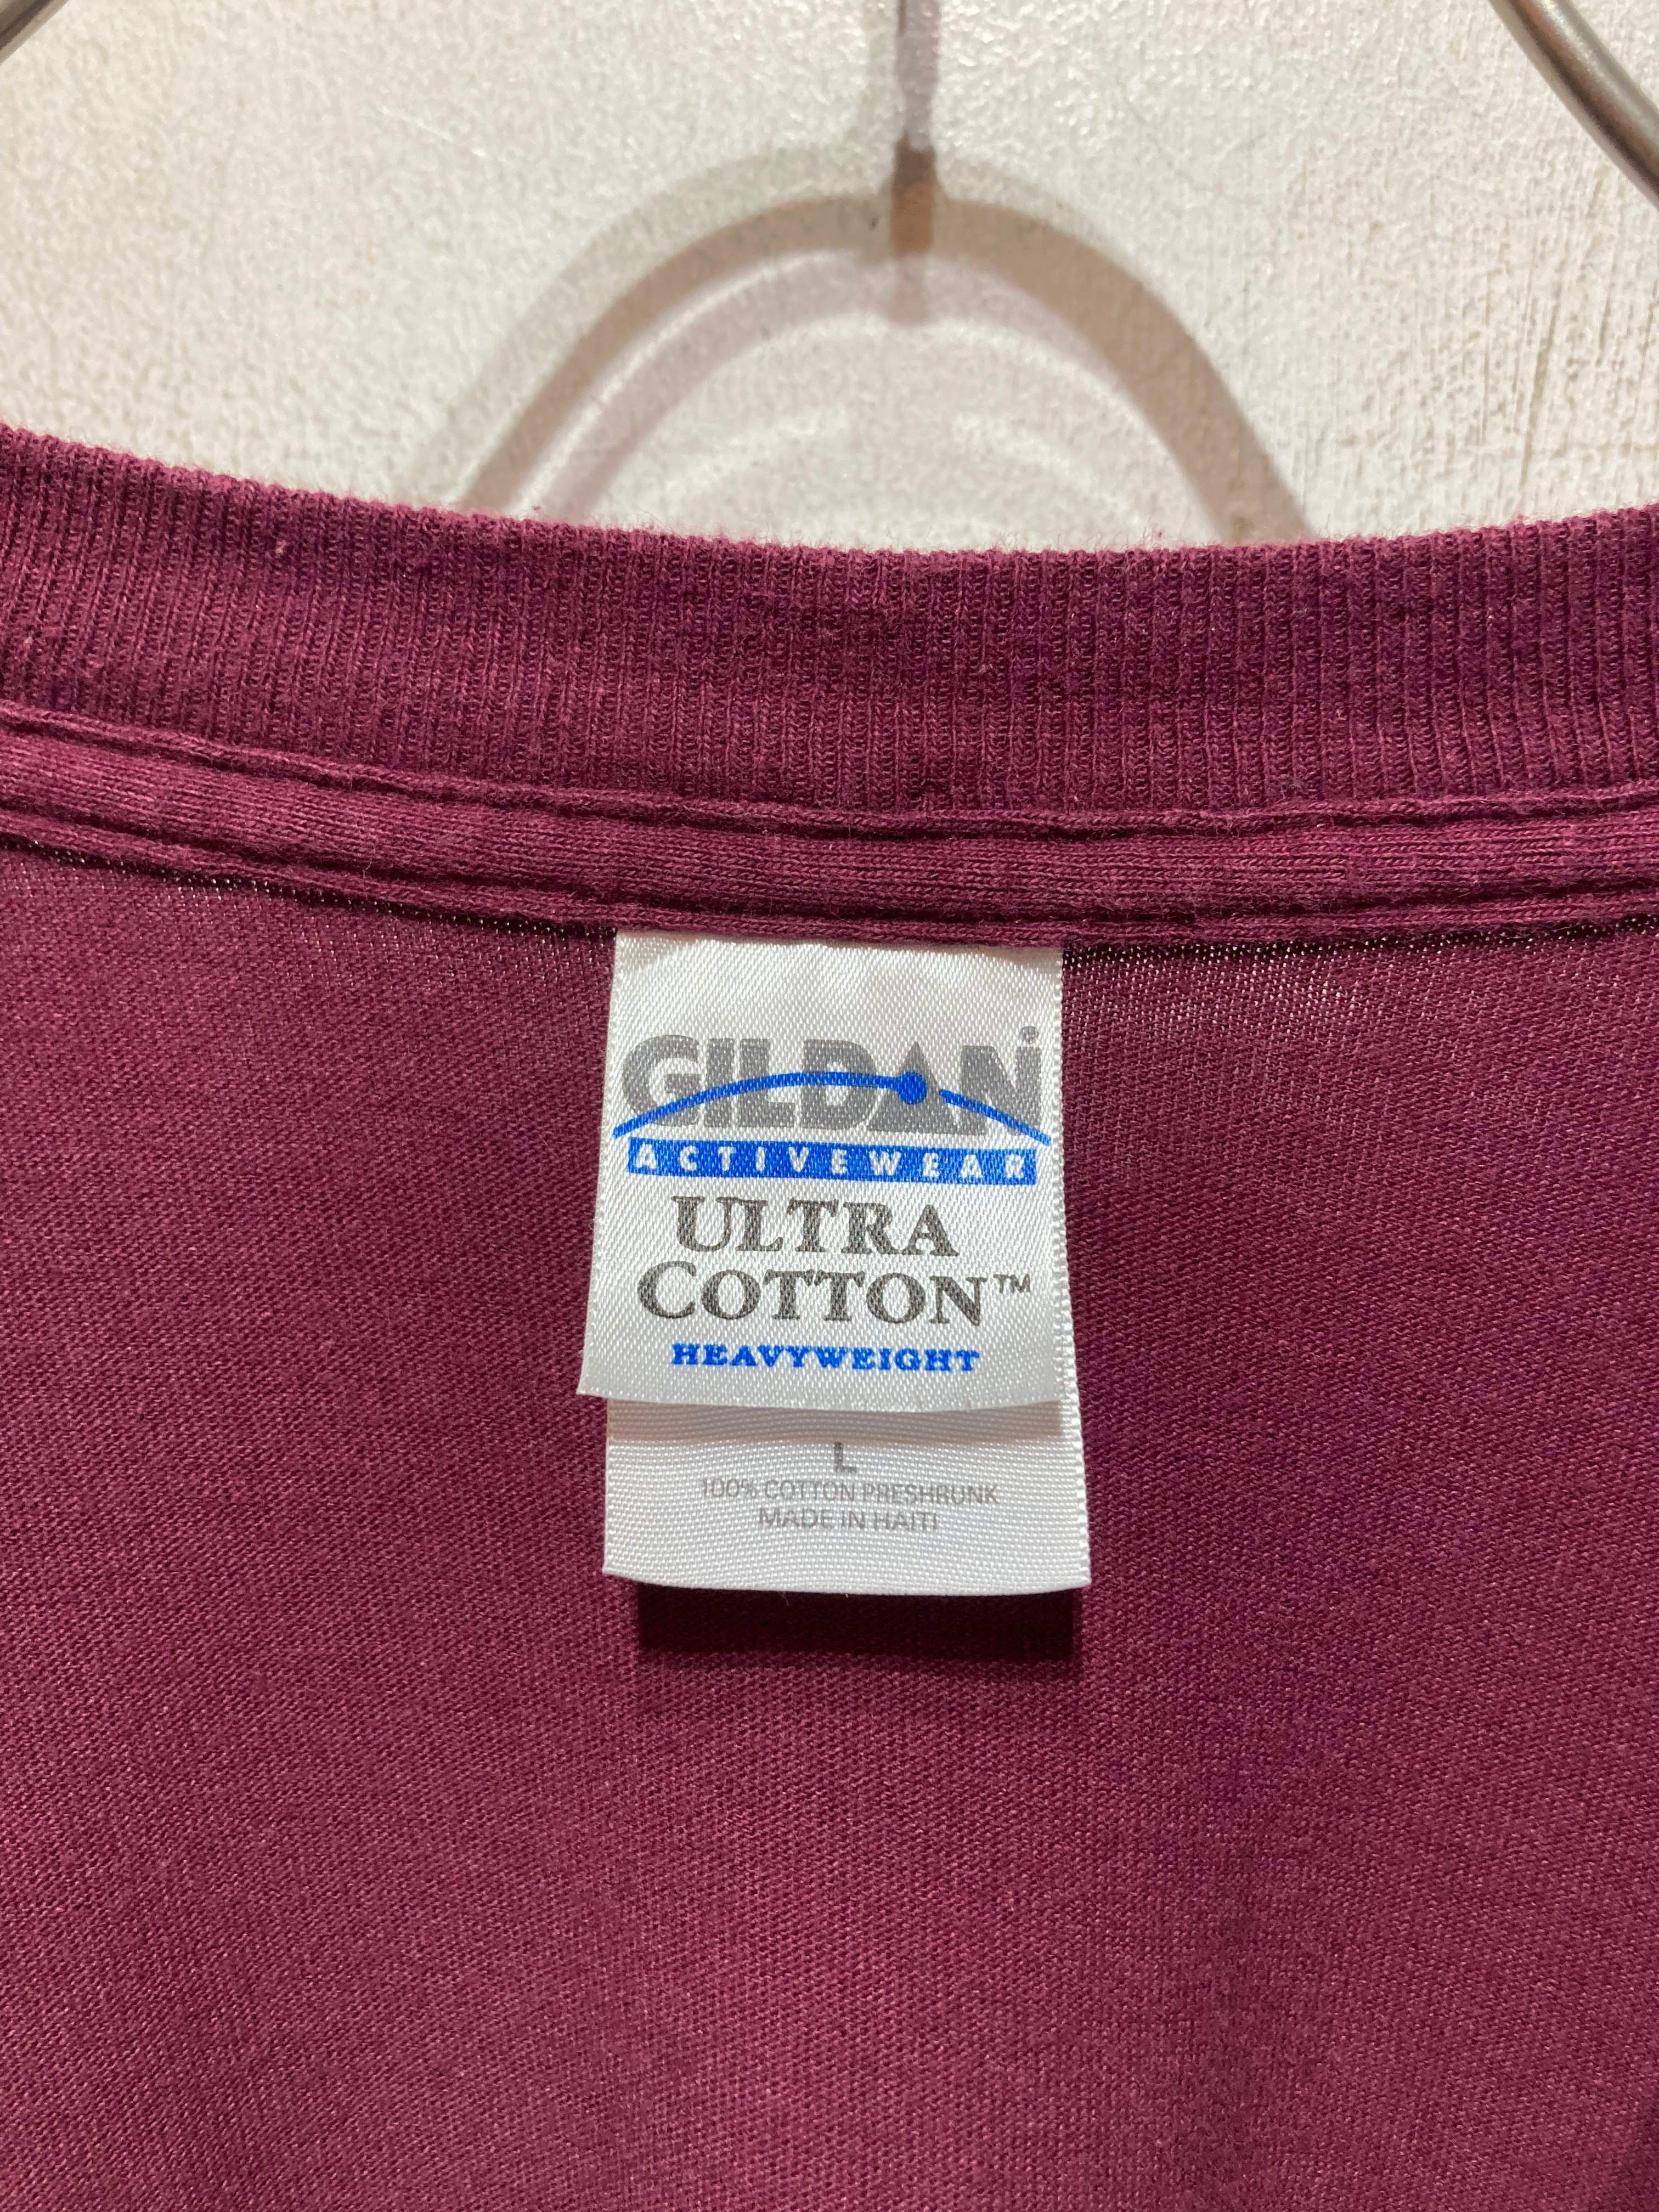 GILDAN
ACTIVEWEAR
ULTRA
COTTON™
HEAVYWEIGHT
L
100% COTTON PRESHRUNK
MADE IN HAITI